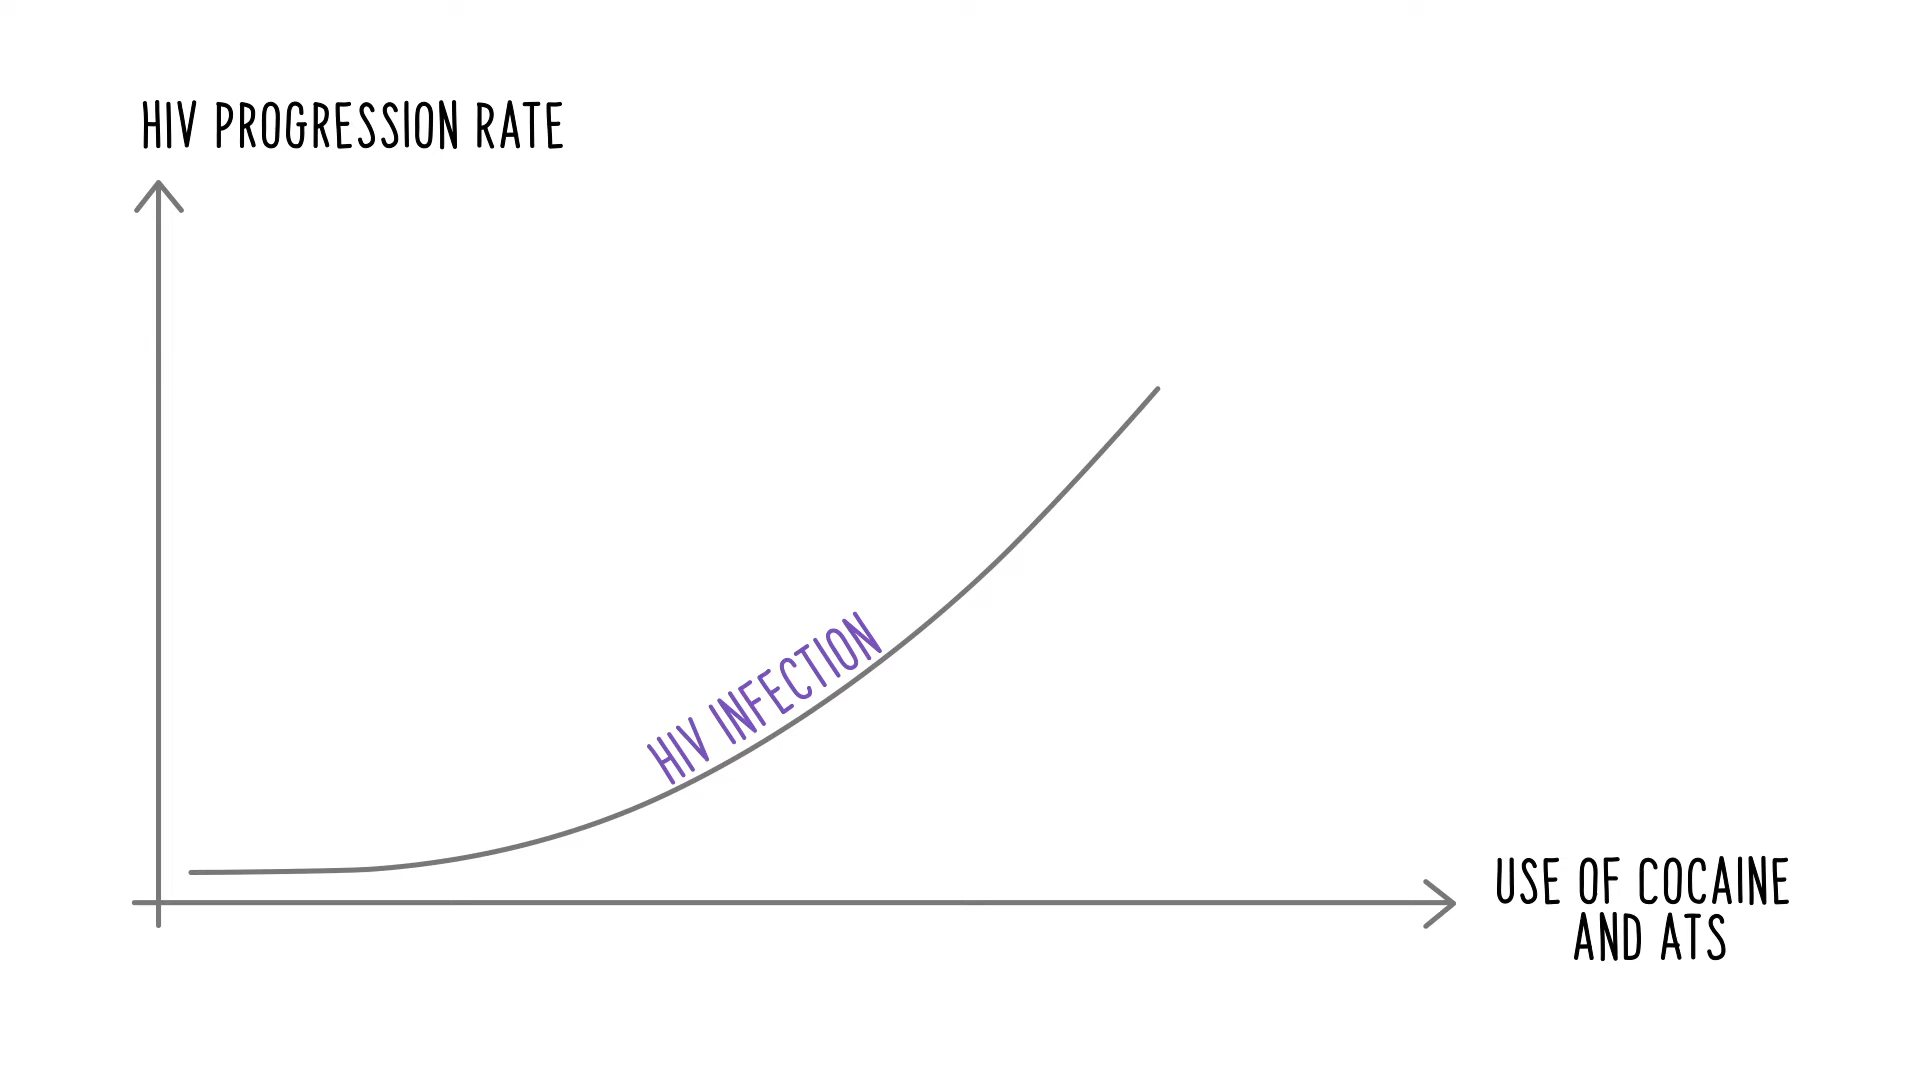 HIV PROGRESSION RATE
HIV INFECTION
USE OF COCAINE
AND ATS